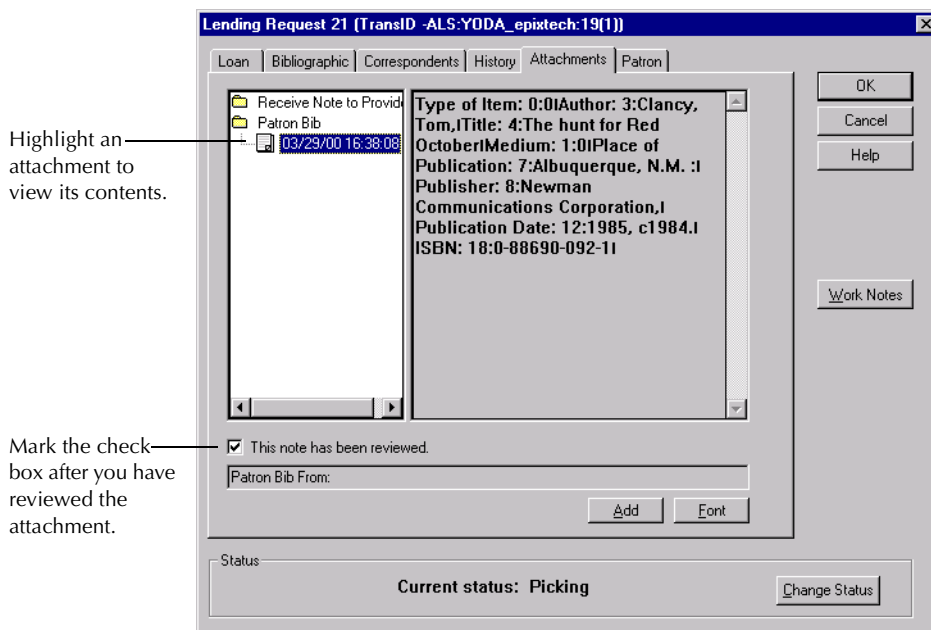 Lending Request 21 (TransID -ALS:YODA_epixtech:19(1))
Loan Bibliographic Correspondents History Attachments Patron
Receive Note to Provide
Patron Bib
03/29/00 16:38:08
Type of Item: 0:0|Author: 3:Clancy,
Tom,|Title: 4:The hunt for Red
October|Medium: 1:0|Place of
Publication: 7:Albuquerque, N.M. :|
Publisher: 8:Newman
Communications Corporation,|
Publication Date: 12:1985, c1984.|
ISBN: 18:0-88690-092-1|
OK
Cancel
Help
Work Notes
Highlight an
attachment to
view its contents.
Mark the check
box after you have
reviewed the
attachment.
This note has been reviewed.
Patron Bib From:
Add Font
Status
Current status: Picking
Change Status